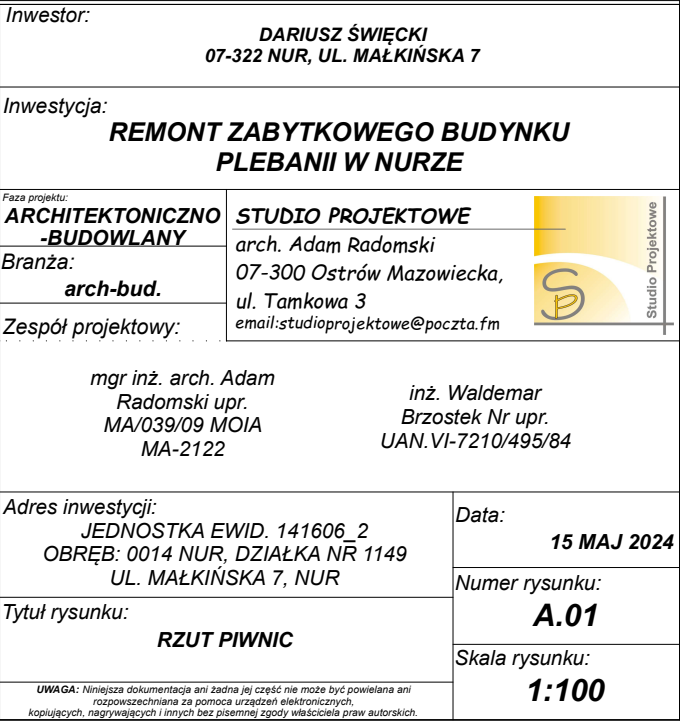 Inwestor:
DARIUSZ ŚWIĘCKI
07-322 NUR, UL. MAŁKIŃSKA 7
Inwestycja:
REMONT ZABYTKOWEGO BUDYNKU
PLEBANII W NURZE
Faza projektu:
ARCHITEKTONICZNO
-BUDOWLANY
Branża:
arch-bud.
Zespół projektowy:
STUDIO PROJEKTOWE
arch. Adam Radomski
07-300 Ostrów Mazowiecka,
ul. Tamkowa 3
email:studioprojektowe@poczta.fm
Sp
Studio Projektowe
mgr inż. arch. Adam
Radomski upr.
MA/039/09 MOIA
MA-2122
inż. Waldemar
Brzostek Nr upr.
UAN.VI-7210/495/84
Adres inwestycji:
JEDNOSTKA EWID. 141606_2
OBRĘB: 0014 NUR, DZIAŁKA NR 1149
UL. MAŁKIŃSKA 7, NUR
Data:
15 MAJ 2024
Numer rysunku:
A.01
Tytuł rysunku:
RZUT PIWNIC
Skala rysunku:
1:100
UWAGA: Niniejsza dokumentacja ani żadna jej część nie może być powielana ani
rozpowszechniana za pomoca urządzeń elektronicznych,
kopiujących, nagrywających i innych bez pisemnej zgody właściciela praw autorskich.